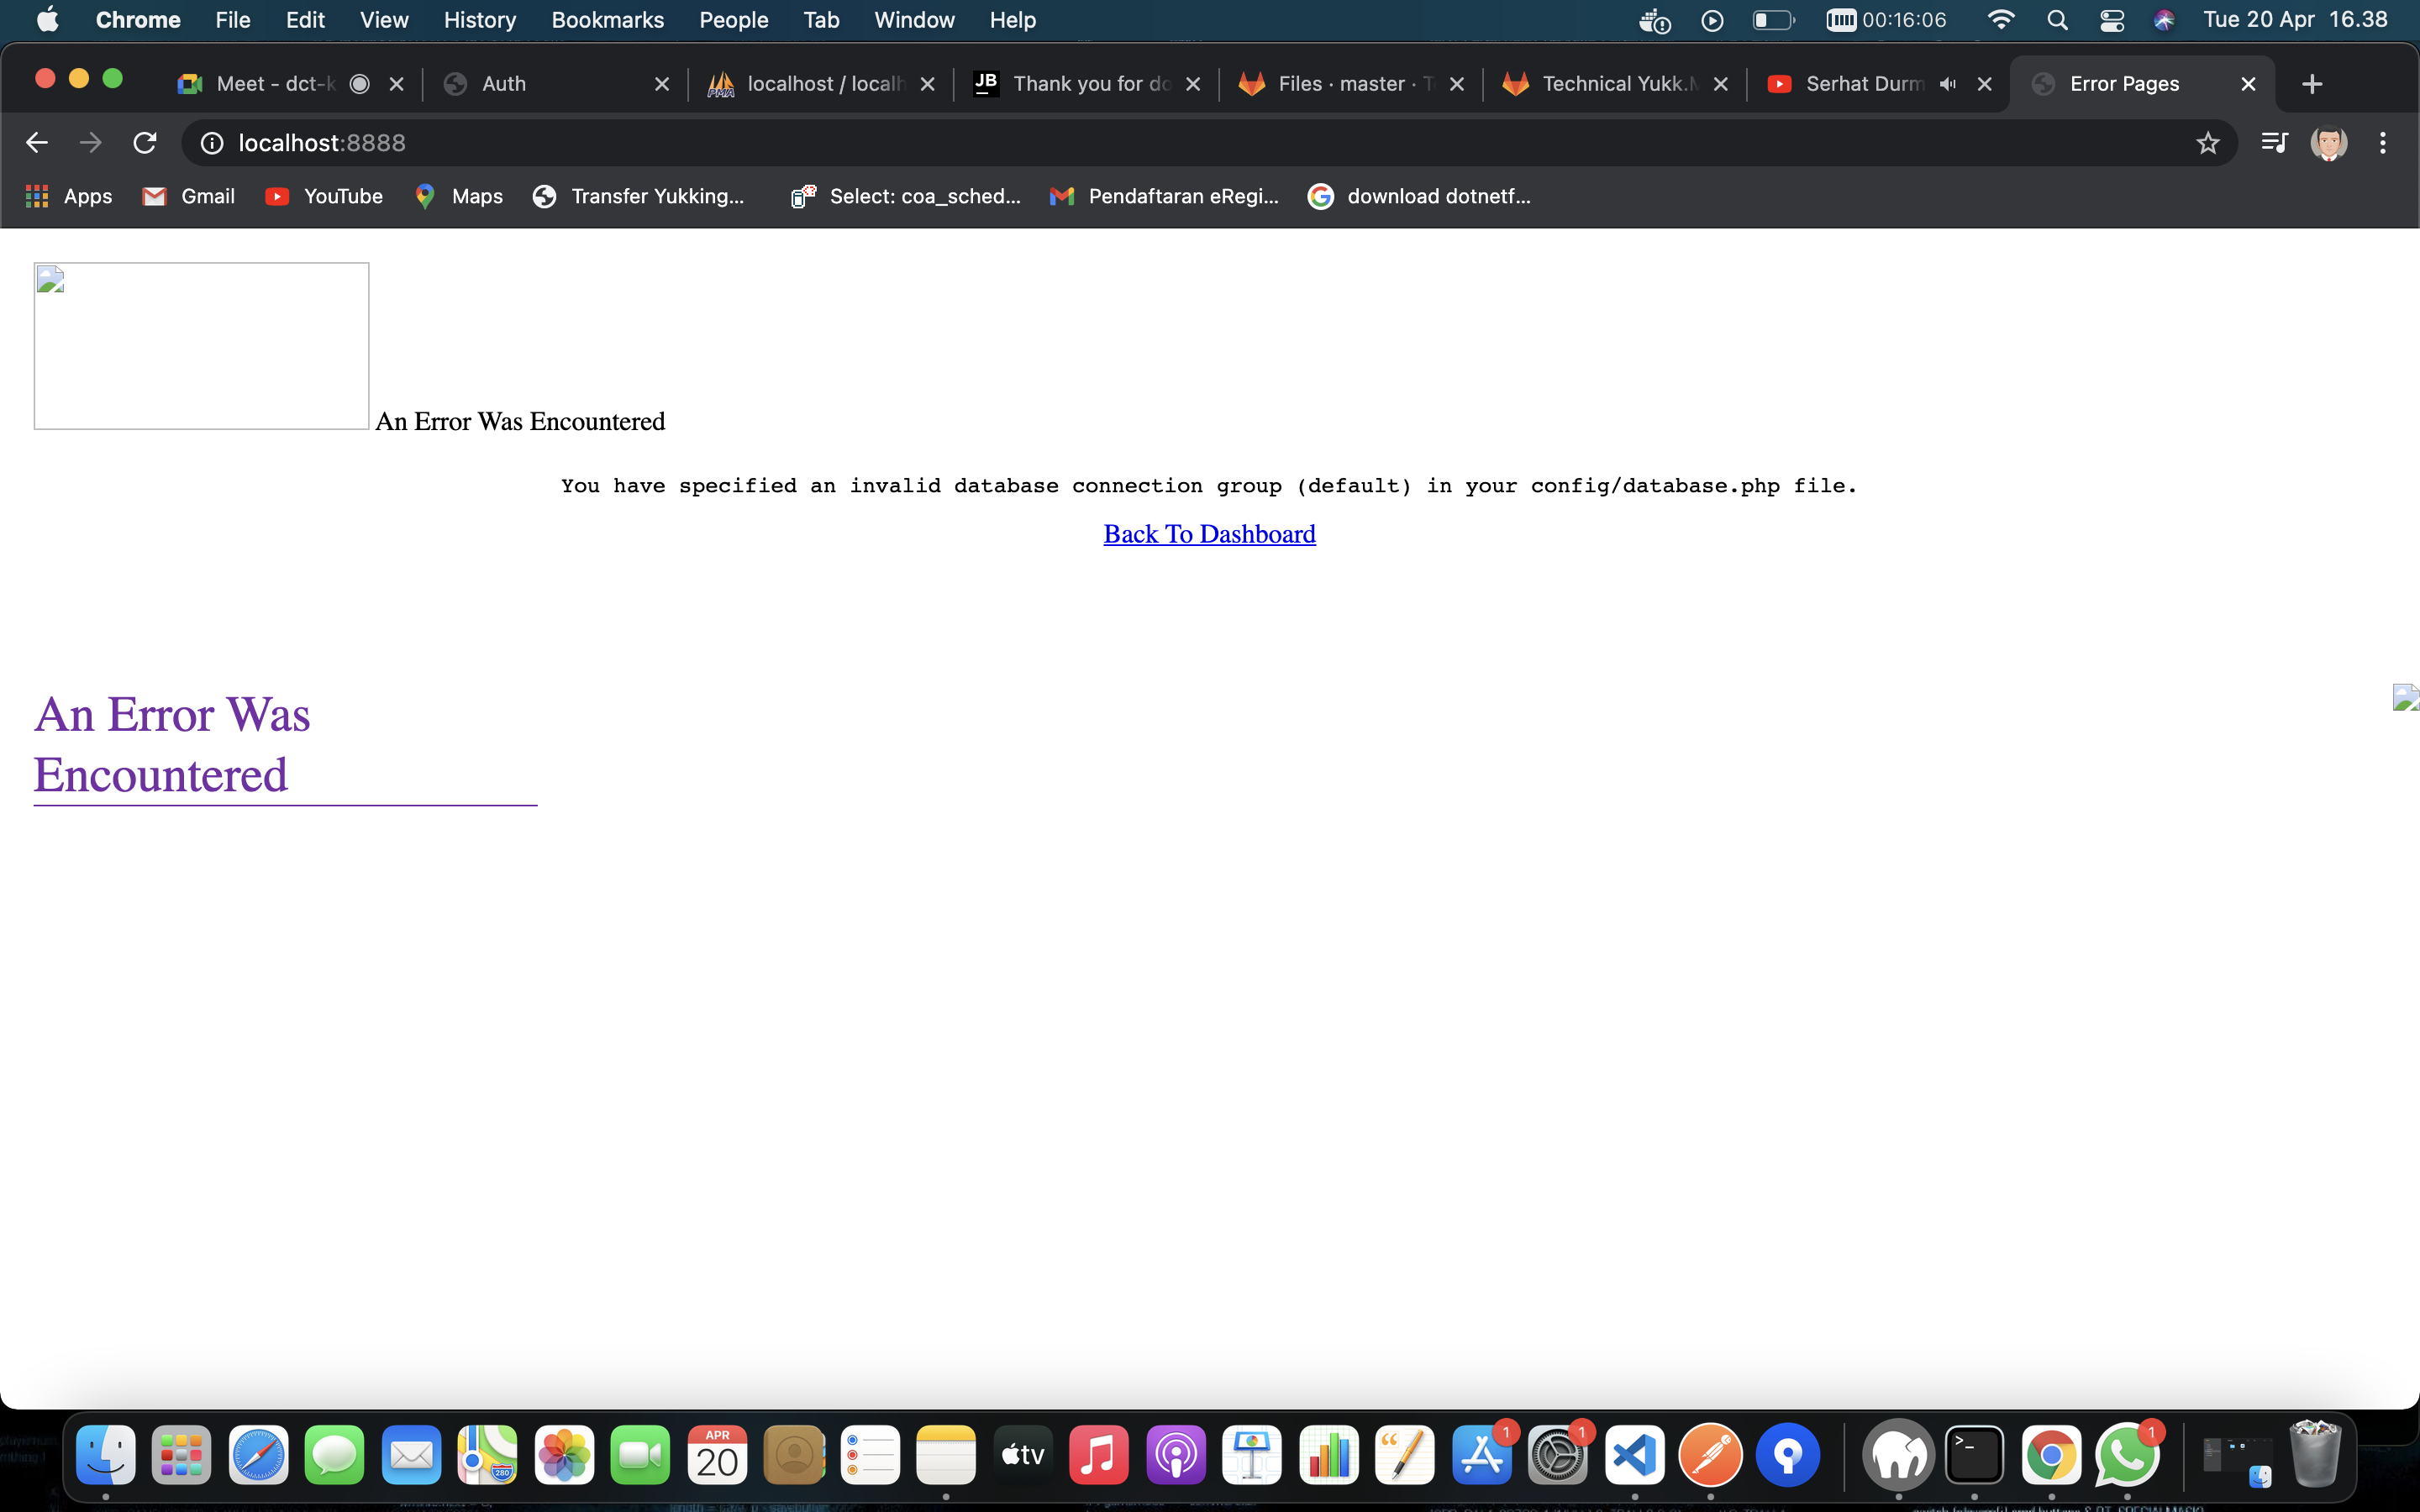 Chrome File Edit View History Bookmarks People Tab Window Help 00:16:06 Tue 20 Apr 16.38
Meet - dct-k Auth localhost / localh JB Thank you for do Files · master · T Technical Yukk.M Serhat Durm Error Pages
localhost:8888
Apps Gmail YouTube Maps Transfer Yukking... Select: coa_sched... Pendaftaran eRegi... download dotnetf...
An Error Was Encountered
You have specified an invalid database connection group (default) in your config/database.php file.
Back To Dashboard
An Error Was
Encountered
APR
20
280
tv
1
1
1